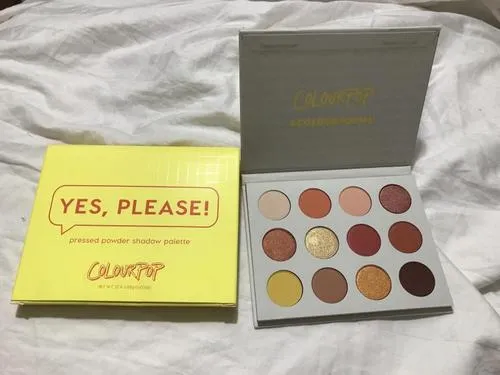 YES, PLEASE!
pressed powder shadow palette
COLOURPOP
COLOURPOP